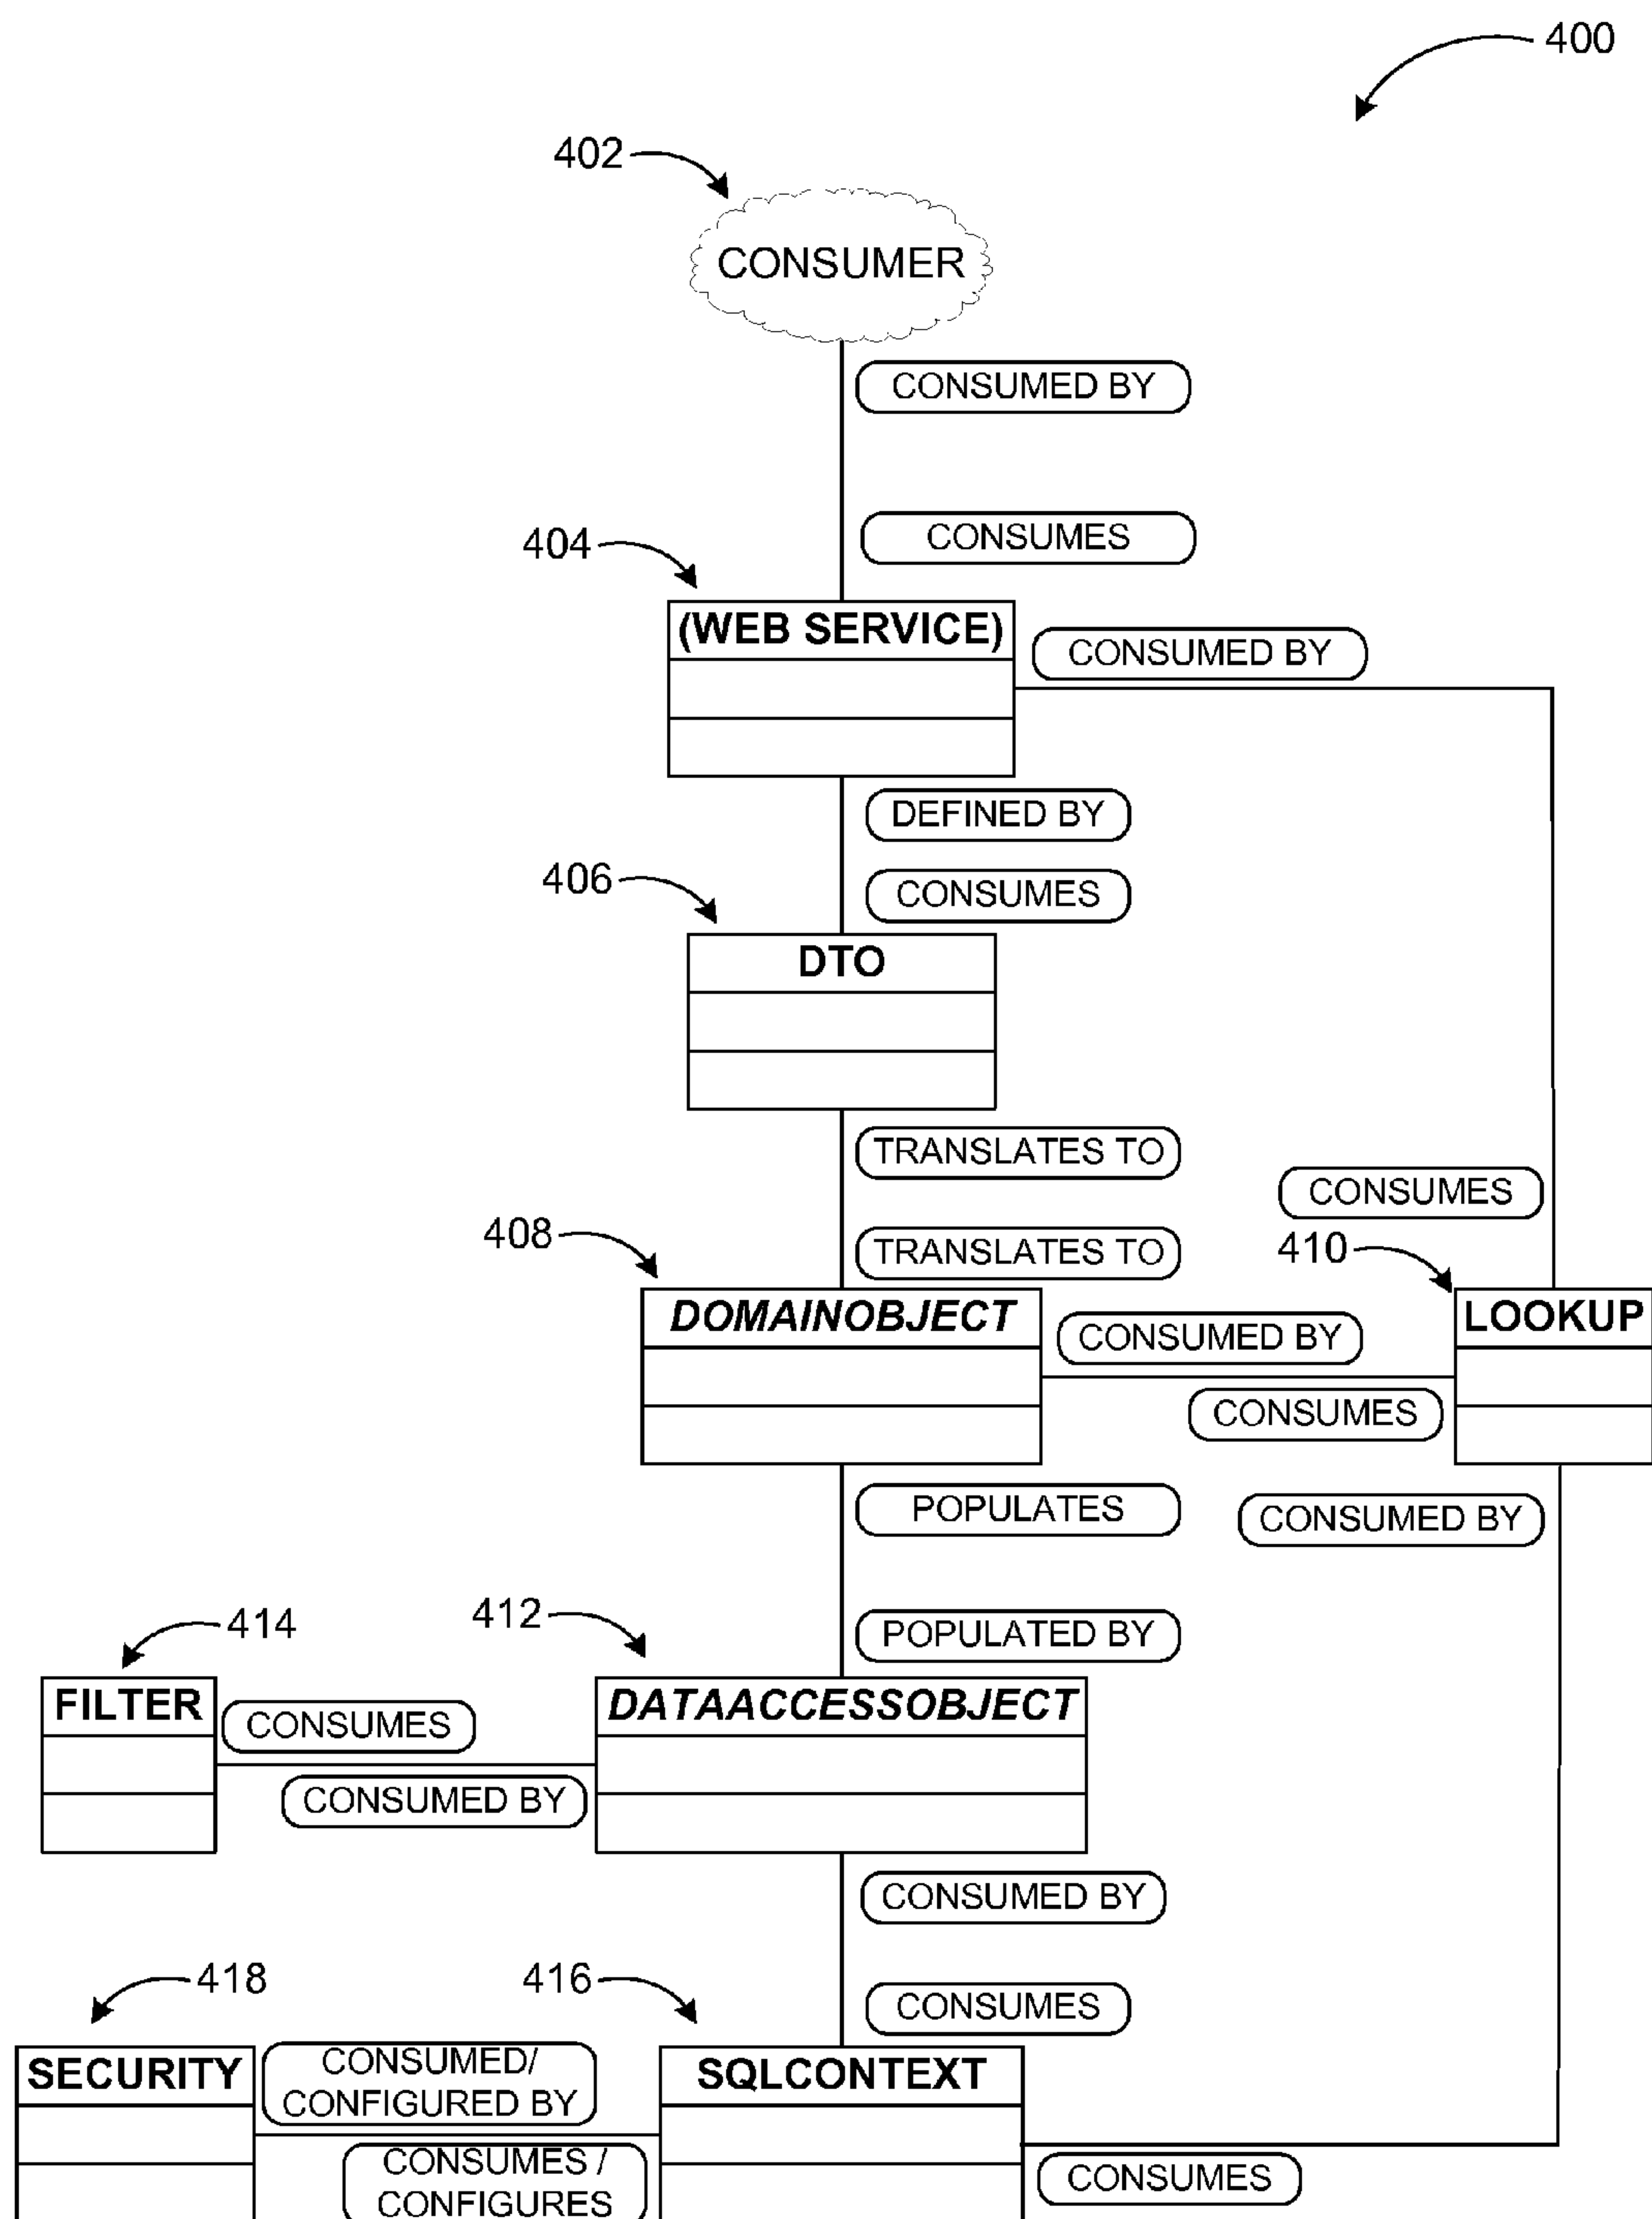 400
402
CONSUMER
CONSUMED BY
CONSUMES
404
(WEB SERVICE)
CONSUMED BY
DEFINED BY
CONSUMES
406
DTO
TRANSLATES TO
CONSUMES
TRANSLATES TO
408
410
DOMAINOBJECT
LOOKUP
CONSUMED BY
CONSUMES
POPULATES
CONSUMED BY
POPULATED BY
414
412
FILTER
DATAACCESSOBJECT
CONSUMES
CONSUMED BY
CONSUMED BY
418
416
CONSUMES
SECURITY
CONSUMED/
CONFIGURED BY
SQLCONTEXT
CONSUMES /
CONFIGURES
CONSUMES